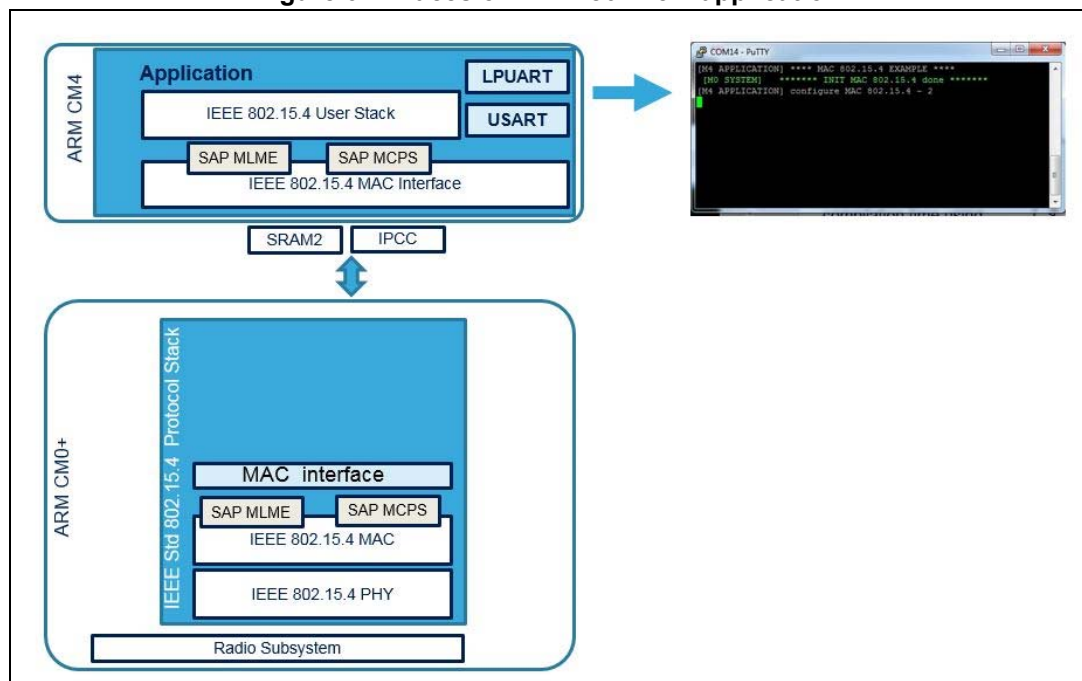 Figure
application
ARM CM4
Application
LPUART
IEEE 802.15.4 User Stack
USART
SAP MLME
SAP MCPS
IEEE 802.15.4 MAC Interface
COM14 - PuTTY
[M4 APPLICATION] **** MAC 802.15.4 EXAMPLE ****
[M0 SYSTEM] ******* INIT MAC 802.15.4 done *******
[M4 APPLICATION] configure MAC 802.15.4 - 2
SRAM2
IPCC
ARM CM0+
IEEE Std 802.15.4 Protocol Stack
MAC interface
SAP MLME
SAP MCPS
IEEE 802.15.4 MAC
IEEE 802.15.4 PHY
Radio Subsystem